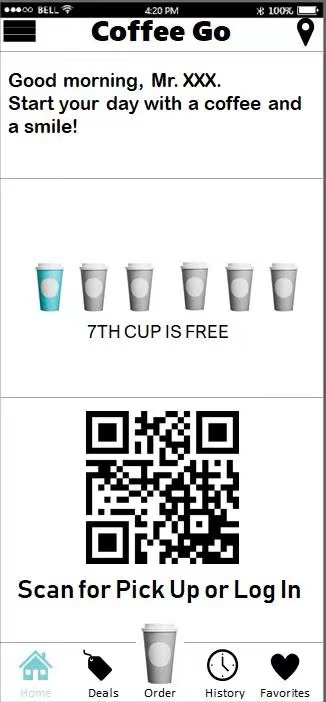 ●●●○○ BELL 4:20 PM 100%
Coffee Go
Good morning, Mr. XXX.
Start your day with a coffee and
a smile!
7TH CUP IS FREE
Scan for Pick Up or Log In
Home Deals Order History Favorites